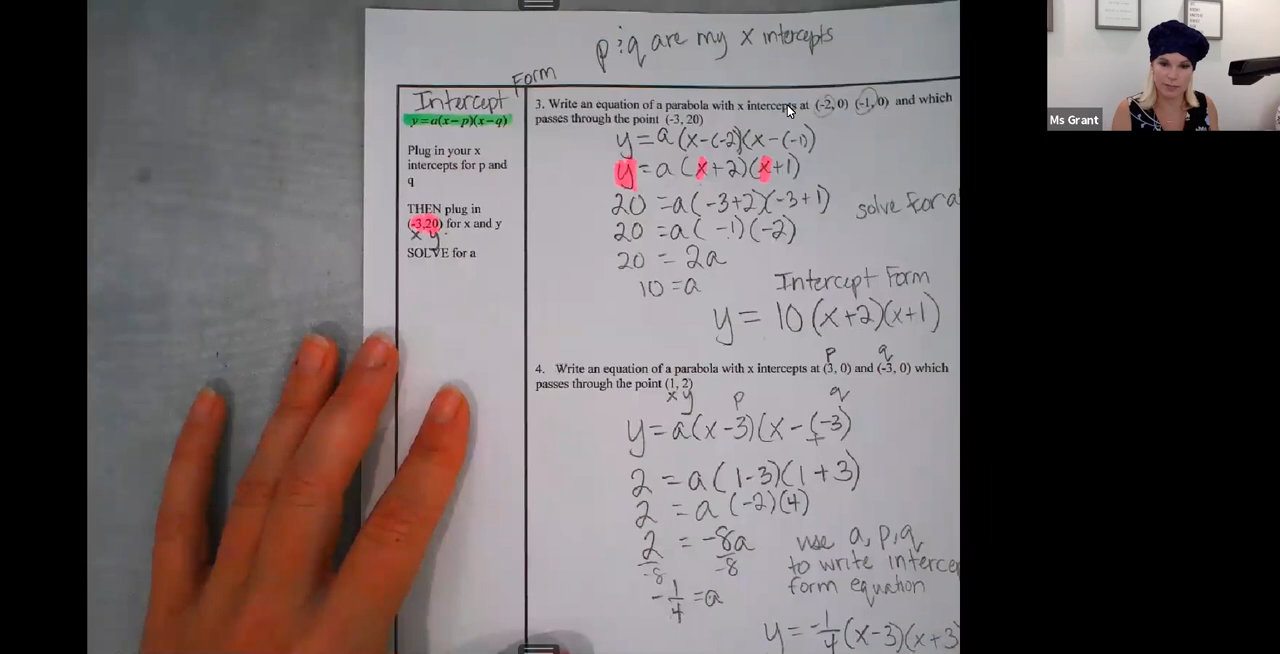 p & q are my x intercepts
Intercept Form
y=a(x−p)(x−q)
Plug in your x
intercepts for p and
q
THEN plug in
(-3,20) for x and y
x y
SOLVE for a
3. Write an equation of a parabola with x intercepts at (-2, 0) (-1, 0) and which
passes through the point (-3, 20)
y = a(x-(-2)(x-(-1)
y = a(x+2)(x+1)
20 = a(-3+2)(-3+1) solve for a
20 = a(-1)(-2)
20 = 2a
10 = a
Intercept Form
y = 10(x+2)(x+1)
p q
4. Write an equation of a parabola with x intercepts at (3, 0) and (-3, 0) which
passes through the point (1, 2)
x y
p q
y = a(x-3)(x-(-3)
+
2 = a(1-3)(1+3)
2 = a(-2)(4)
2 = -8a
-8 -8
-1/4 = a
use a, p, q
to write interce
form equation
y = -1/4(x-3)(x+3
Ms Grant